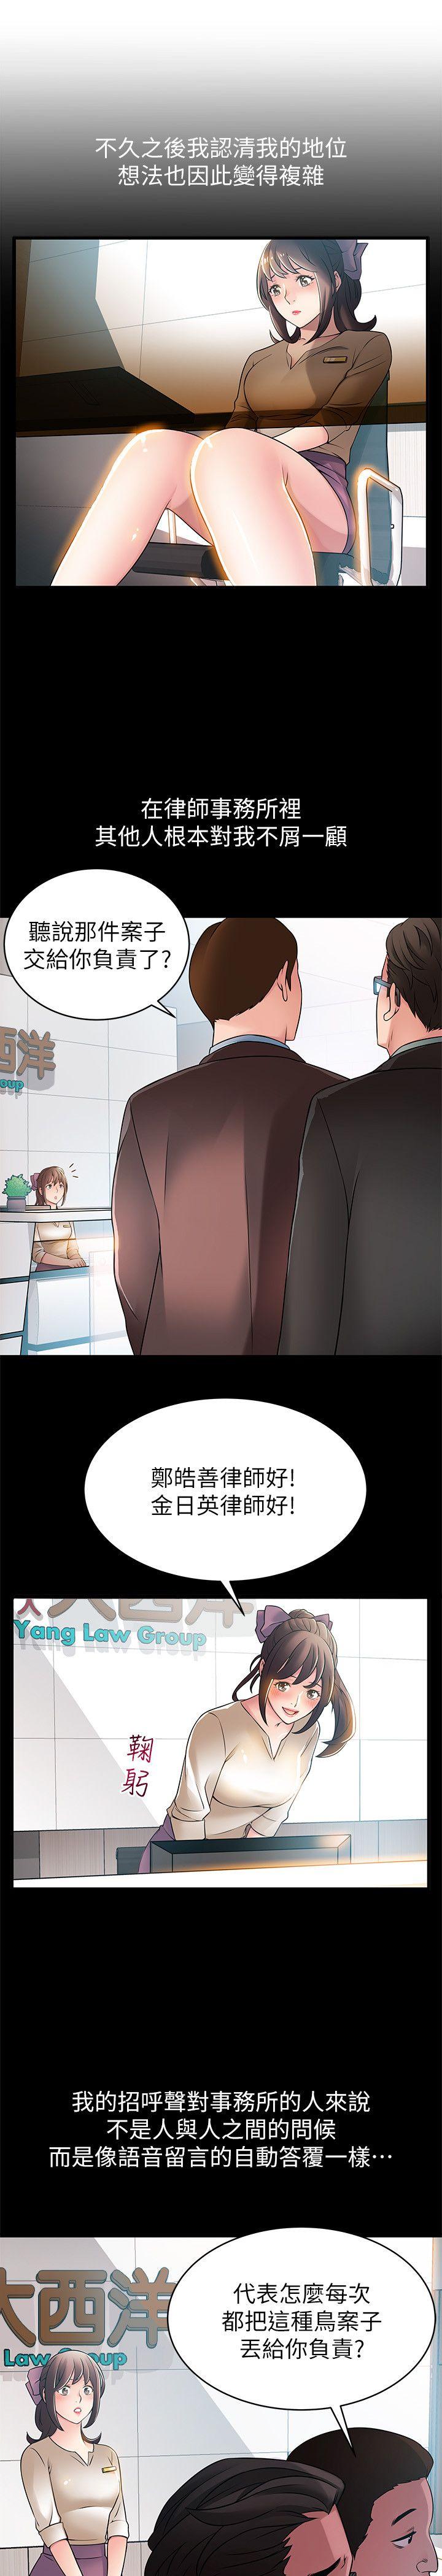 不久之後我認清我的地位
想法也因此變得複雜
在律師事務所裡
其他人根本對我不屑一顧
聽說那件案子
交給你負責了?
西洋
Group
鄭皓善律師好!
金日英律師好!
大西洋
Yang Law Group
鞠躬
我的招呼聲對事務所的人來說
不是人與人之間的問候
而是像語音留言的自動答覆一樣⋯
大西洋
Law Group
代表怎麼每次
都把這種鳥案子
丟給你負責?